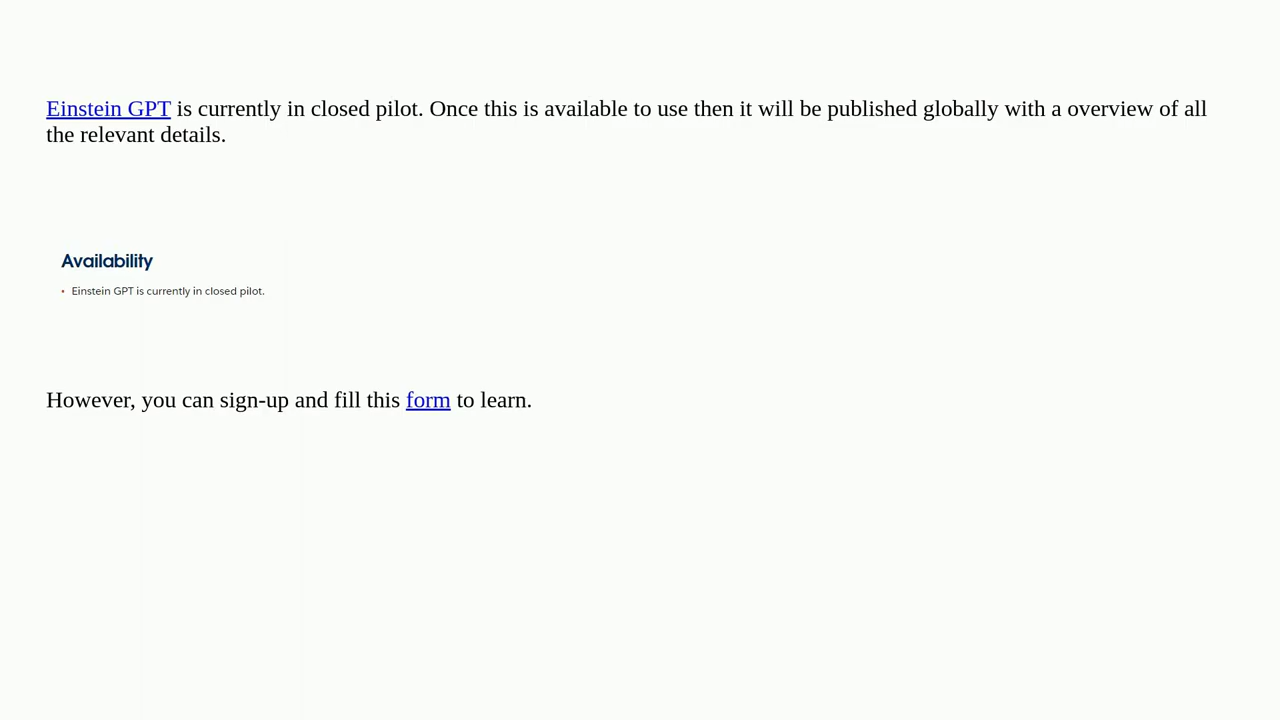 Einstein GPT is currently in closed pilot. Once this is available to use then it will be published globally with a overview of all
the relevant details.
Availability
• Einstein GPT is currently in closed pilot.
However, you can sign-up and fill this form to learn.